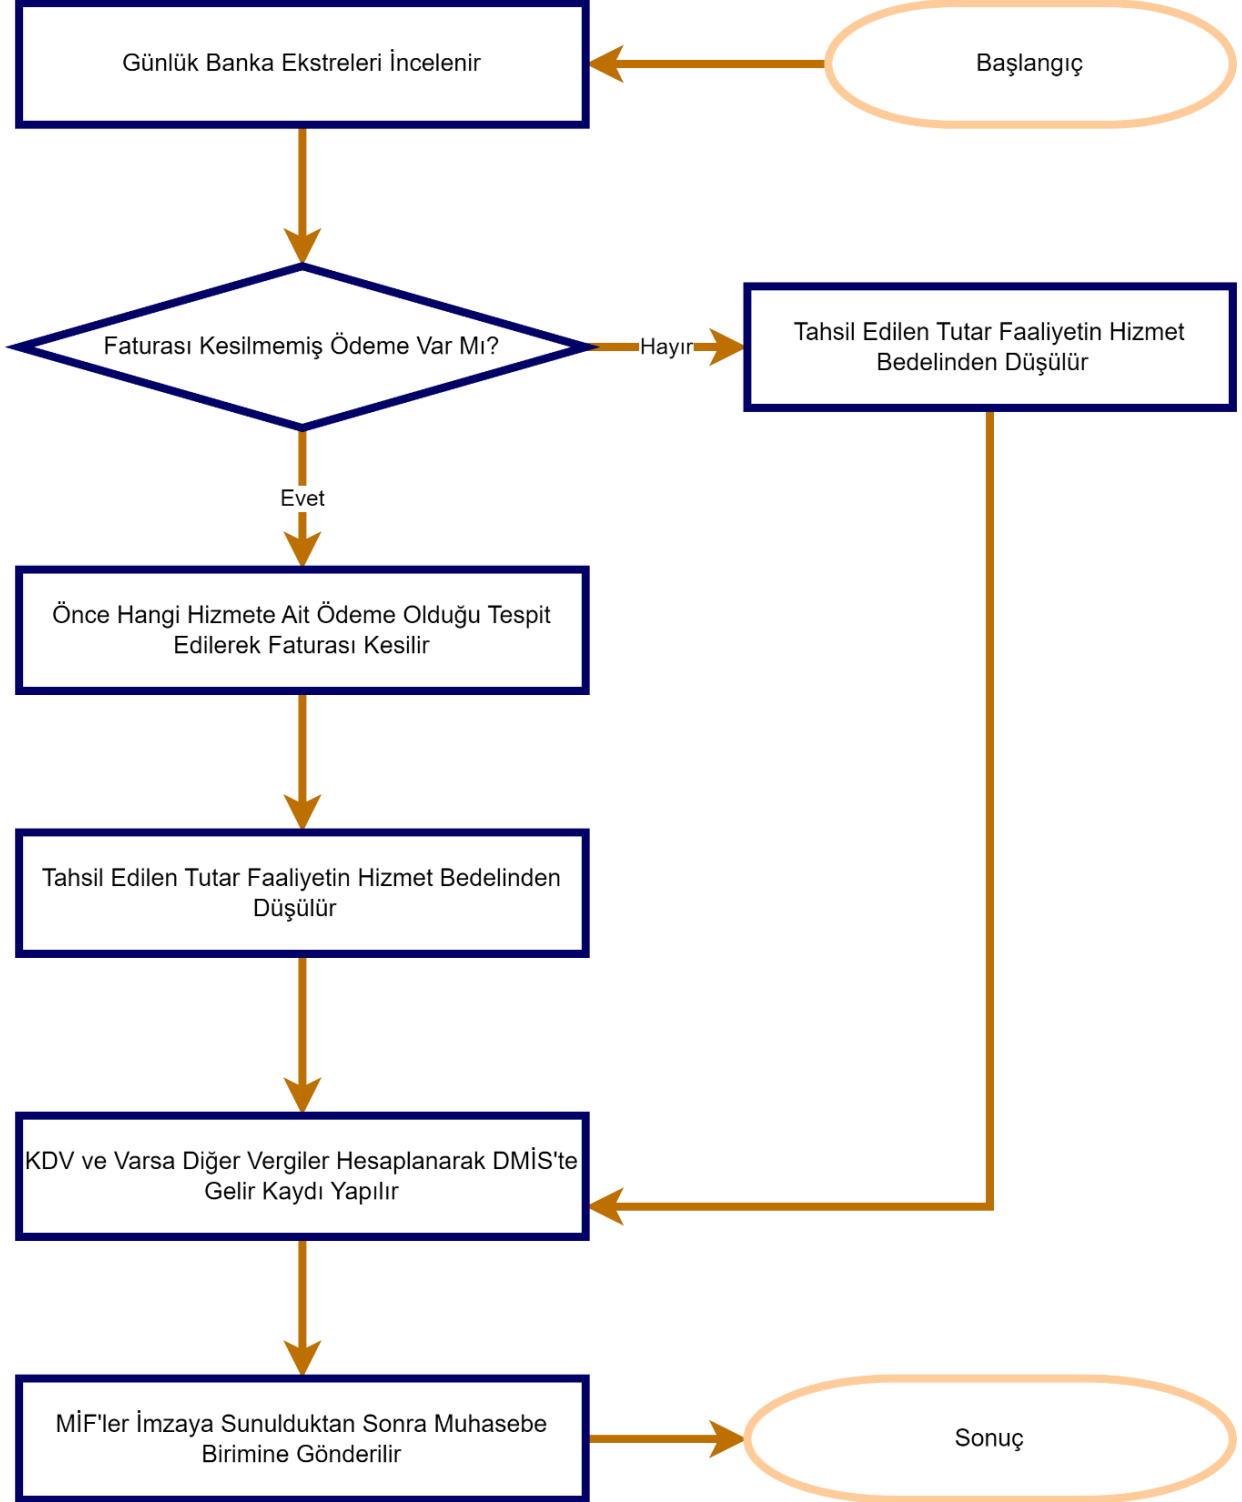 Başlangıç
Günlük Banka Ekstreleri İncelenir
Faturası Kesilmemiş Ödeme Var Mı?
Hayır
Tahsil Edilen Tutar Faaliyetin Hizmet
Bedelinden Düşülür
Evet
Önce Hangi Hizmete Ait Ödeme Olduğu Tespit
Edilerek Faturası Kesilir
Tahsil Edilen Tutar Faaliyetin Hizmet Bedelinden
Düşülür
KDV ve Varsa Diğer Vergiler Hesaplanarak DMİS'te
Gelir Kaydı Yapılır
MİF'ler İmzaya Sunulduktan Sonra Muhasebe
Birimine Gönderilir
Sonuç